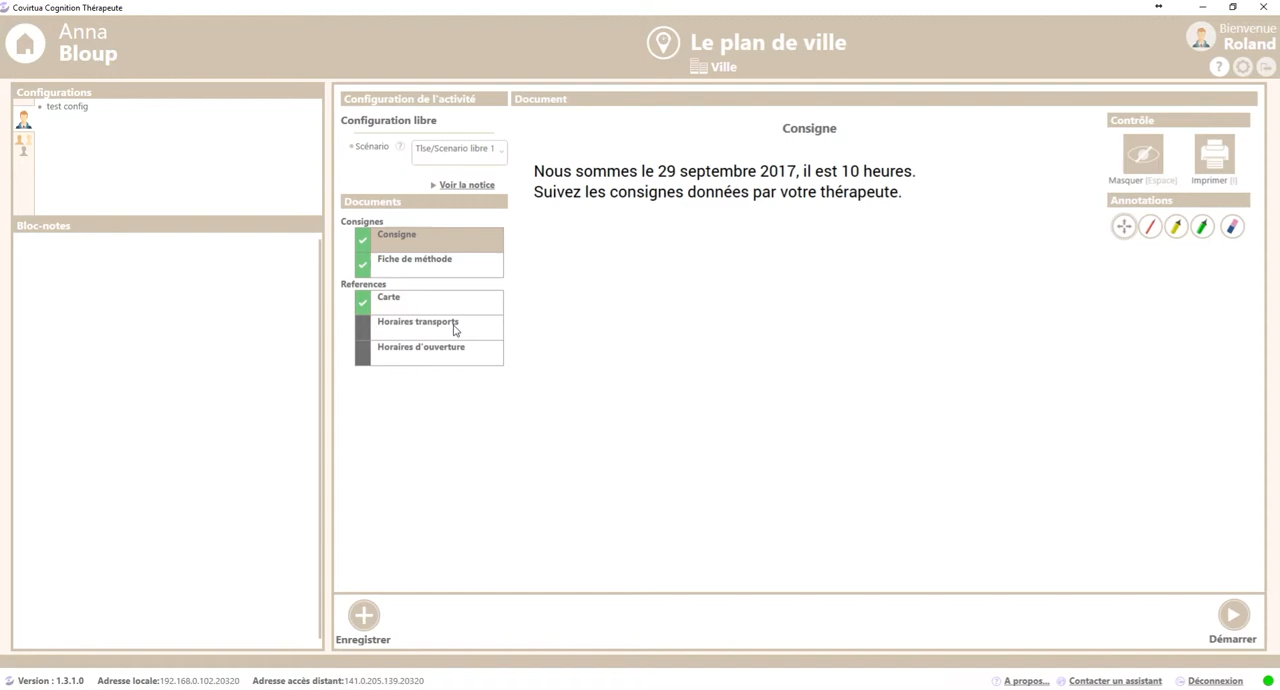 Covirtua Cognition Thérapeute
Anna
Bloup
Le plan de ville
Ville
Bienvenue
Roland
?
Configurations
test config
Bloc-notes
Configuration de l'activité
Configuration libre
Scénario ?
Tlse/Scenario libre 1
Voir la notice
Documents
Consignes
Consigne
Fiche de méthode
References
Carte
Horaires transports
Horaires d'ouverture
Document
Consigne
Nous sommes le 29 septembre 2017, il est 10 heures.
Suivez les consignes données par votre thérapeute.
Contrôle
Masquer [Espace]
Imprimer [I]
Annotations
Enregistrer
Démarrer
Version : 1.3.1.0 Adresse locale:192.168.0.102.20320 Adresse accès distant:141.0.205.139.20320
? A propos... Contacter un assistant Déconnexion